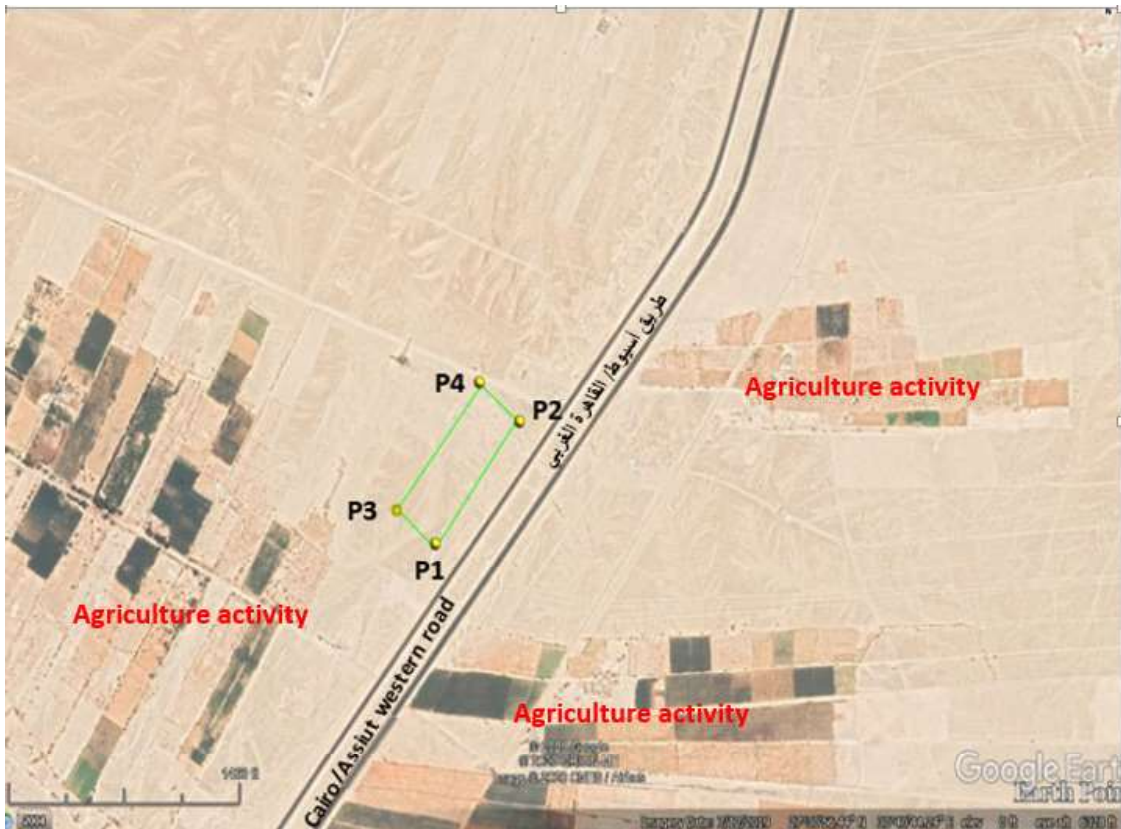 P4
P2
طريق أسيوط/ القاهرة الغربي
Agriculture activity
P3
P1
Agriculture activity
Cairo/Assiut western road
Agriculture activity
Google Eart